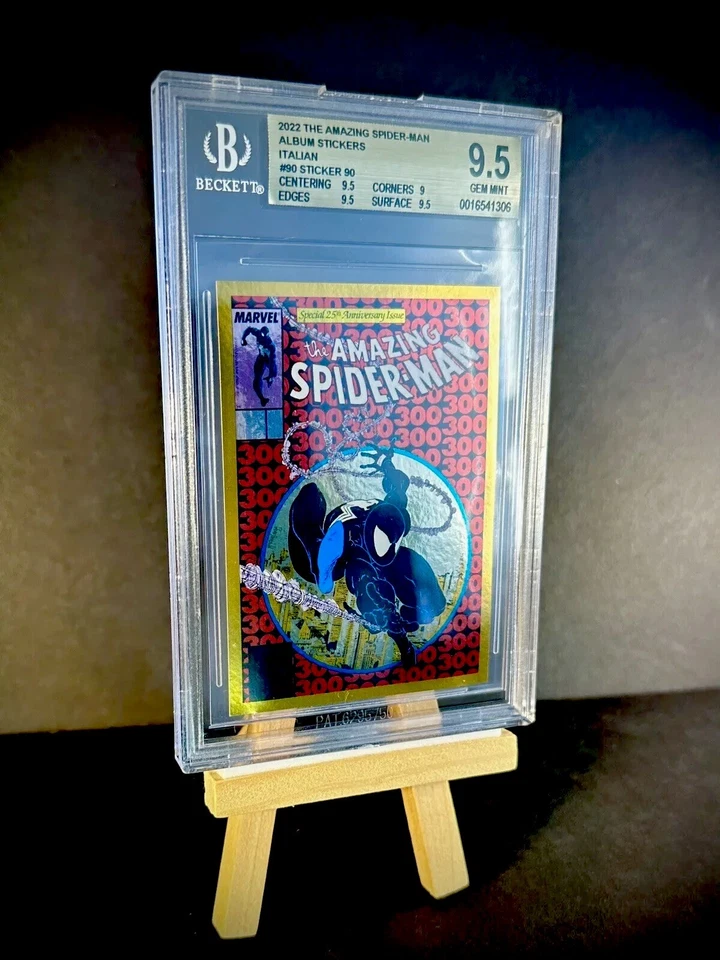 B
BECKETT®
2022 THE AMAZING SPIDER-MAN
ALBUM STICKERS
ITALIAN
#90 STICKER 90
CENTERING 9.5 CORNERS 9
EDGES 9.5 SURFACE 9.5
9.5
GEM MINT
0016541306
MARVEL
Special 25th Anniversary Issue
the AMAZING
SPIDER-MAN
300 300 300